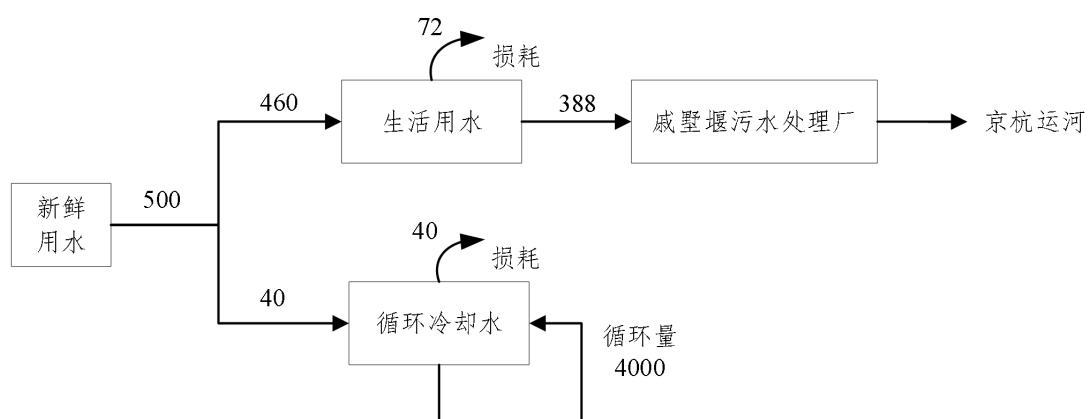 72
损耗
460
生活用水
388
戚墅堰污水处理厂
京杭运河
新鲜
用水
500
40
损耗
40
循环冷却水
循环量
4000